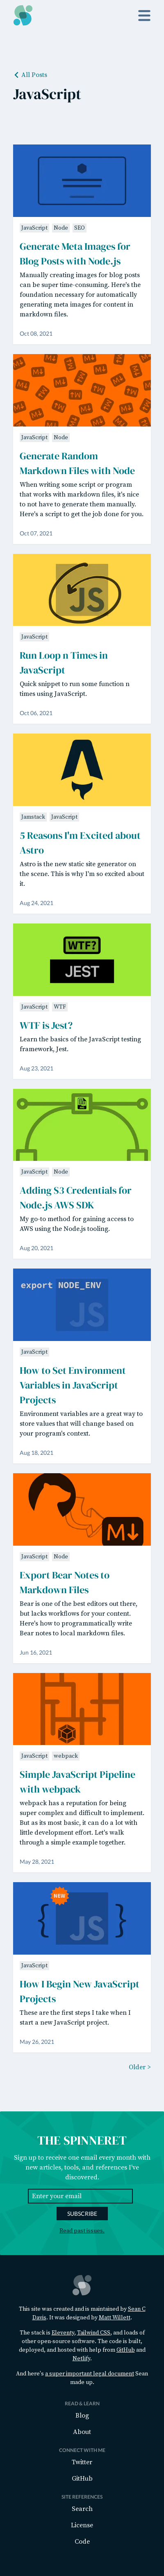 All Posts
JavaScript
JavaScript Node SEO
Generate Meta Images for
Blog Posts with Node.js
Manually creating images for blog posts
can be super time-consuming. Here's the
hendersion necessary for automatically
generating meta images for content in
markdown files.
Oct 08, 2021
JavaScript Node
Generate Random
Markdown Files with Node
When writing some script or program
that works with markdown files, it's nice
to not have to generate them manually.
Here's a script to get the job done for you.
Oct 07, 2021
JS
JavaScript
Run Loop n Times in
JavaScript
Quick snippet to run some function n
times using JavaScript.
Oct 06, 2021
Jamstack JavaScript
5 Reasons I'm Excited about
Astro
Astro is the new static site generator on
the scene. This is why I'm so excited about
it.
Aug 24, 2021
WTF?
JEST
JavaScript WTF
WTF is Jest?
Learn the basics of the JavaScript testing
framework, Jest.
Aug 23, 2021
JavaScript Node
Adding S3 Credentials for
Node.js AWS SDK
My go-to method for gaining access to
AWS using the Node.js tooling.
Aug 20, 2021
export NODE_ENV
JS
JavaScript
How to Set Environment
Variables in JavaScript
Projects
Environment variables are a great way to
store values that will change based on
your program's context.
Aug 18, 2021
M
JavaScript Node
Export Bear Notes to
Markdown Files
Bear is one of the best editors out there,
but lacks workflows for your content.
Here's how to programmatically write
Bear notes to local markdown files.
Jun 16, 2021
JavaScript webpack
Simple JavaScript Pipeline
with webpack
webpack has a reputation for being
super complex and difficult to implement.
But as its most basic, it can do a lot with
little development effort. Let's walk
through a simple example together.
May 28, 2021
NEW
{ JS }
JavaScript
How I Begin New JavaScript
Projects
These are the first steps I take when I
start a new JavaScript project.
May 26, 2021
Older >
THE SPINNERET
Sign up to receive one email every month with
new articles, tools, and references I've
discovered.
Enter your email
SUBSCRIBE
Read past issues.
This site was created and is maintained by Sean C
Davis. It was designed by Matt Willett.
The stack is Eleventy, Tailwind CSS, and loads of
other open-source software. The code is built,
deployed, and hosted with help from GitHub and
Netlify.
And here's a super important legal document Sean
made up.
READ & LEARN
Blog
About
CONNECT WITH ME
Twitter
GitHub
SITE REFERENCES
Search
License
Code